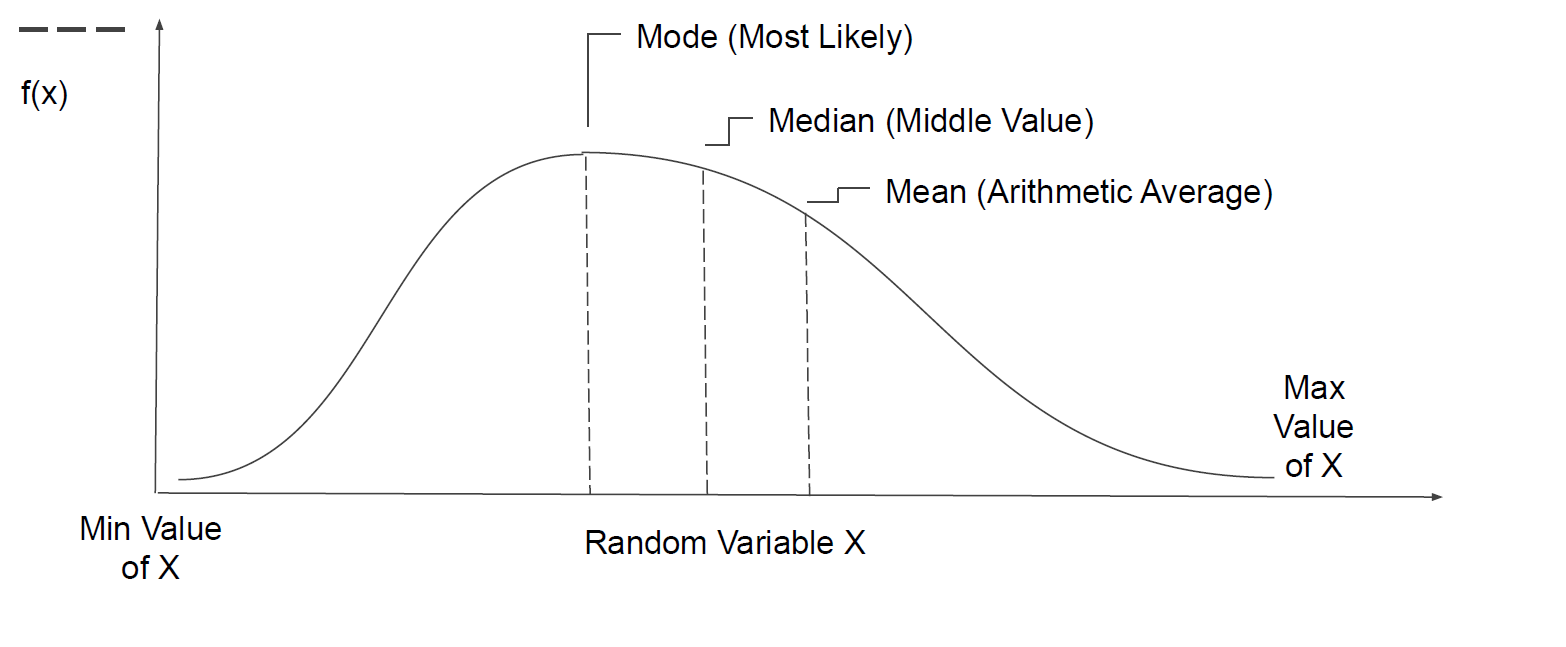 Mode (Most Likely)
f(x)
Median (Middle Value)
Mean (Arithmetic Average)
Max
Value
of X
Min Value
of X
Random Variable X